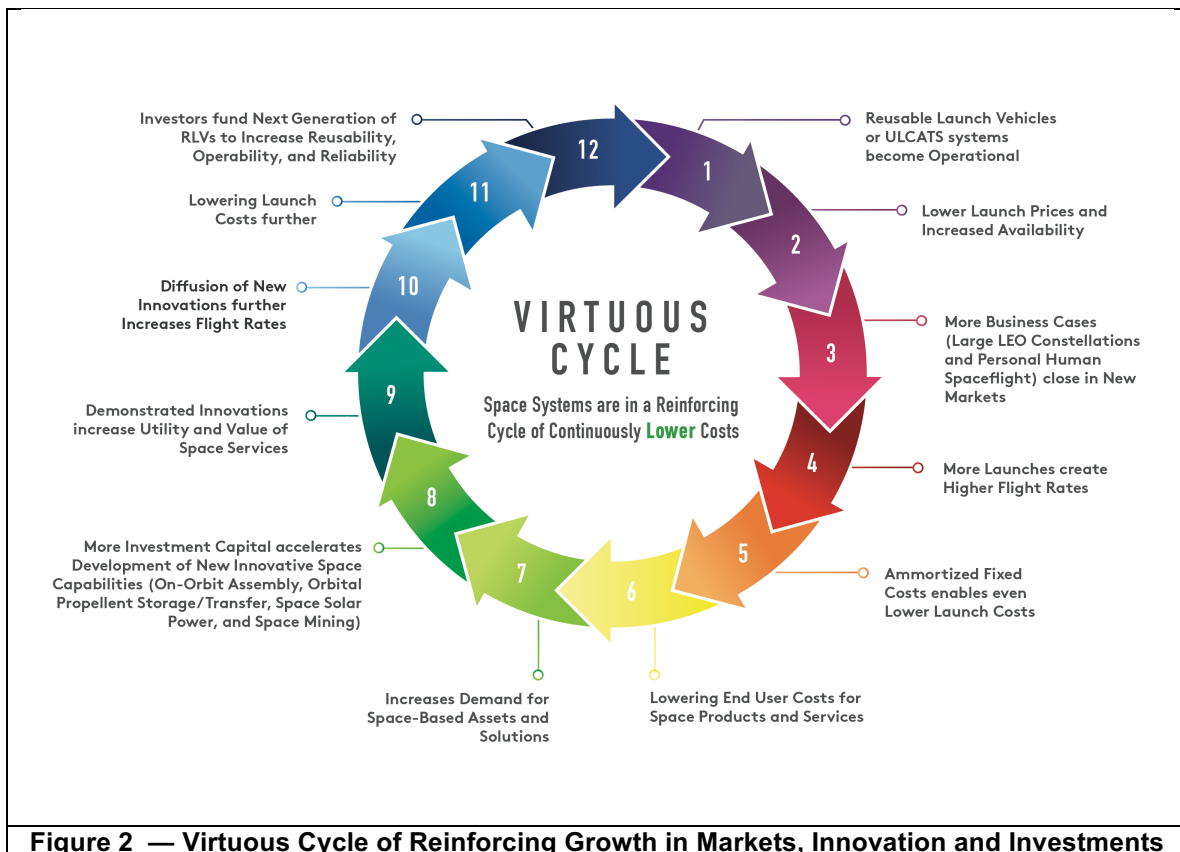 12
Investors fund Next Generation of
RLVs to Increase Reusability,
Operability, and Reliability
1
Reusable Launch Vehicles
or ULCATS systems
become Operational
11
Lowering Launch
Costs further
2
Lower Launch Prices and
Increased Availability
10
Diffusion of New
Innovations further
Increases Flight Rates
VIRTUOUS
CYCLE
Space Systems are in a Reinforcing
Cycle of Continuously Lower Costs
3
More Business Cases
(Large LEO Constellations
and Personal Human
Spaceflight) close in New
Markets
9
Demonstrated Innovations
increase Utility and Value of
Space Services
4
More Launches create
Higher Flight Rates
8
More Investment Capital accelerates
Development of New Innovative Space
Capabilities (On-Orbit Assembly, Orbital
Propellent Storage/Transfer, Space Solar
Power, and Space Mining)
5
Ammortized Fixed
Costs enables even
Lower Launch Costs
7
Increases Demand for
Space-Based Assets and
Solutions
6
Lowering End User Costs for
Space Products and Services
Figure 2 — Virtuous Cycle of Reinforcing Growth in Markets, Innovation and Investments